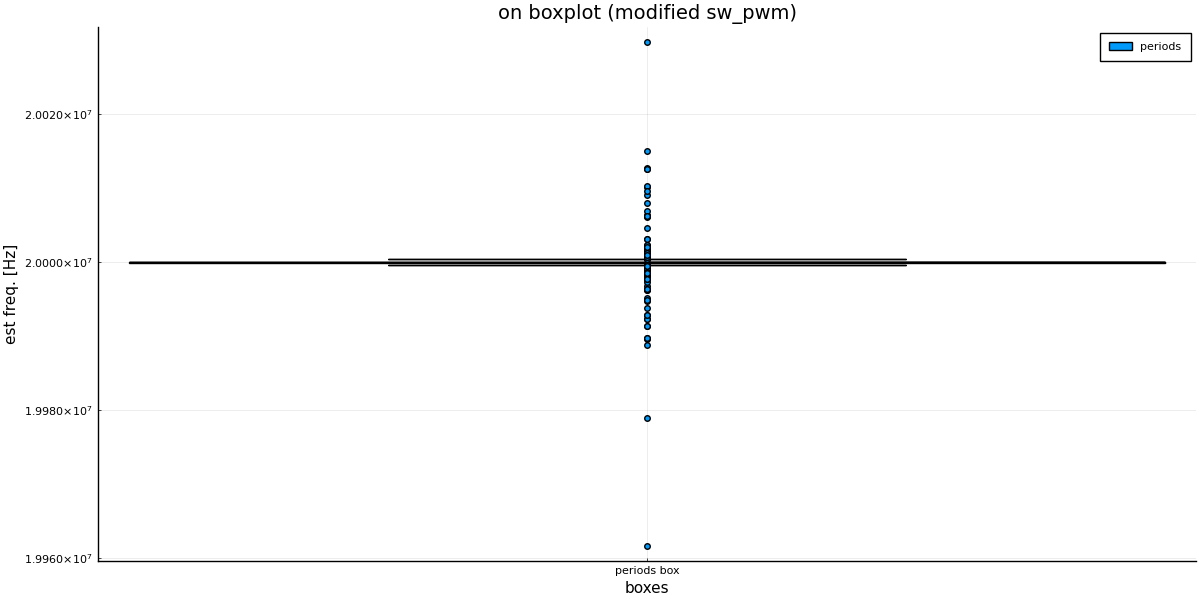 on boxplot (modified sw_pwm)
periods
2.0020×10⁷
2.0000×10⁷
1.9980×10⁷
1.9960×10⁷
est freq. [Hz]
periods box
boxes